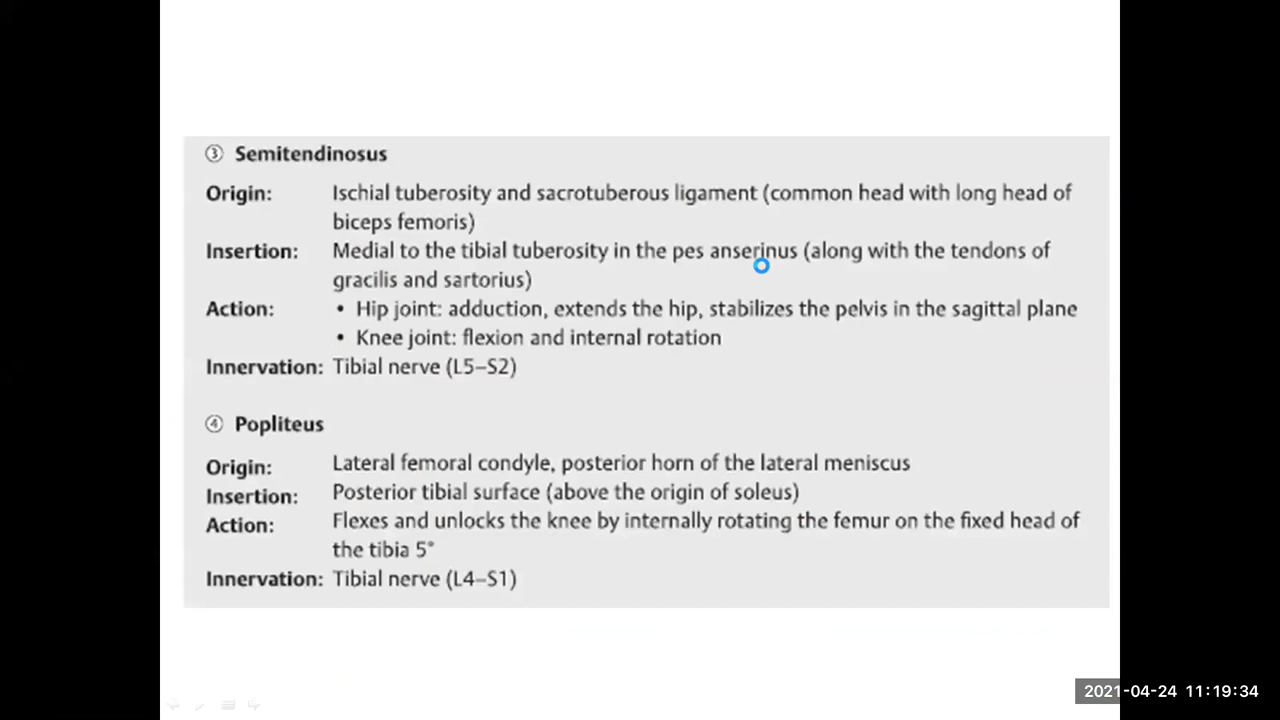 ③ Semitendinosus
Origin: Ischial tuberosity and sacrotuberous ligament (common head with long head of
biceps femoris)
Insertion: Medial to the tibial tuberosity in the pes anserinus (along with the tendons of
gracilis and sartorius)
Action: • Hip joint: adduction, extends the hip, stabilizes the pelvis in the sagittal plane
• Knee joint: flexion and internal rotation
Innervation: Tibial nerve (L5–S2)
④ Popliteus
Origin: Lateral femoral condyle, posterior horn of the lateral meniscus
Insertion: Posterior tibial surface (above the origin of soleus)
Action: Flexes and unlocks the knee by internally rotating the femur on the fixed head of
the tibia 5°
Innervation: Tibial nerve (L4–S1)
2021-04-24 11:19:34